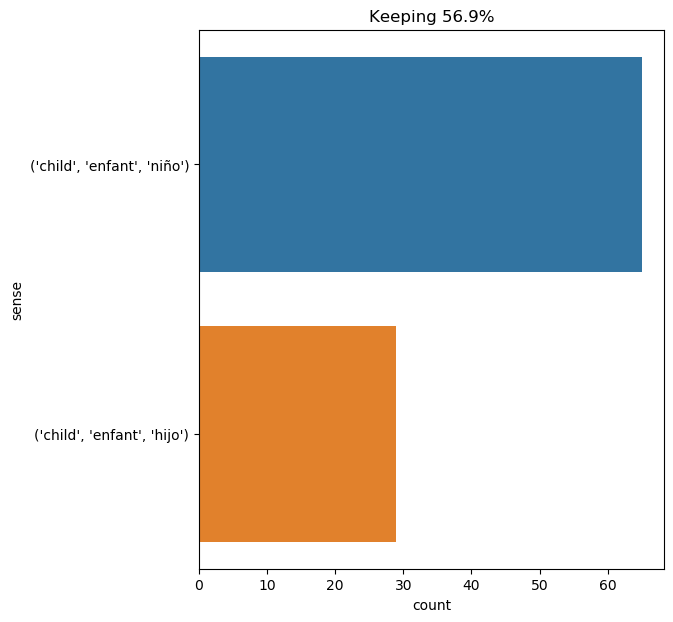 Keeping 56.9%
('child', 'enfant', 'niño')
sense
('child', 'enfant', 'hijo')
0 10 20 30 40 50 60
count